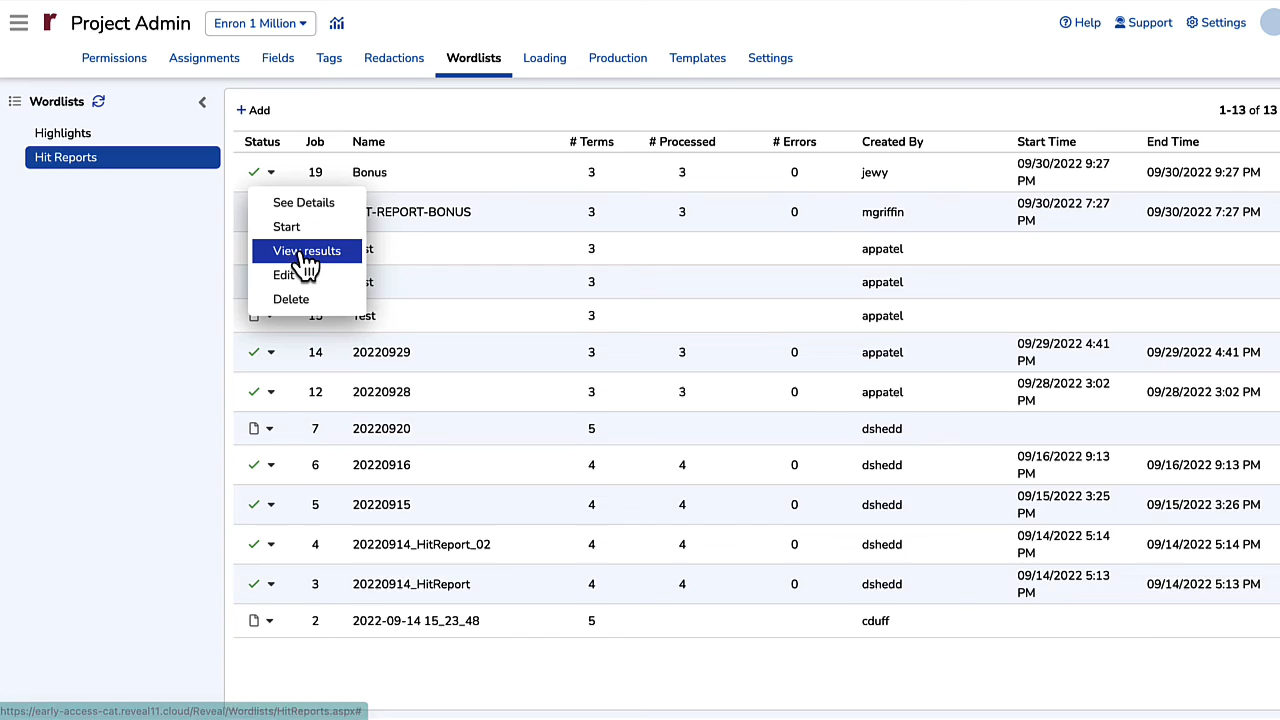 Project Admin
Enron 1 Million
Help
Support
Settings
Permissions
Assignments
Fields
Tags
Redactions
Wordlists
Loading
Production
Templates
Settings
Wordlists
Highlights
Hit Reports
+ Add
1-13 of 13
Status Job Name # Terms # Processed # Errors Created By Start Time End Time
19 Bonus 3 3 0 jewy 09/30/2022 9:27 PM 09/30/2022 9:27 PM
See Details
Start
View results
Edit
Delete
T-REPORT-BONUS 3 3 0 mgriffin 09/30/2022 7:27 PM 09/30/2022 7:27 PM
st 3 appatel
st 3 appatel
Test 3 appatel
14 20220929 3 3 0 appatel 09/29/2022 4:41 PM 09/29/2022 4:41 PM
12 20220928 3 3 0 appatel 09/28/2022 3:02 PM 09/28/2022 3:02 PM
7 20220920 5 dshedd
6 20220916 4 4 0 dshedd 09/16/2022 9:13 PM 09/16/2022 9:13 PM
5 20220915 4 4 0 dshedd 09/15/2022 3:25 PM 09/15/2022 3:26 PM
4 20220914_HitReport_02 4 4 0 dshedd 09/14/2022 5:14 PM 09/14/2022 5:14 PM
3 20220914_HitReport 4 4 0 dshedd 09/14/2022 5:13 PM 09/14/2022 5:13 PM
2 2022-09-14 15_23_48 5 cduff
https://early-access-cat.reveal11.cloud/Reveal/Wordlists/HitReports.aspx#